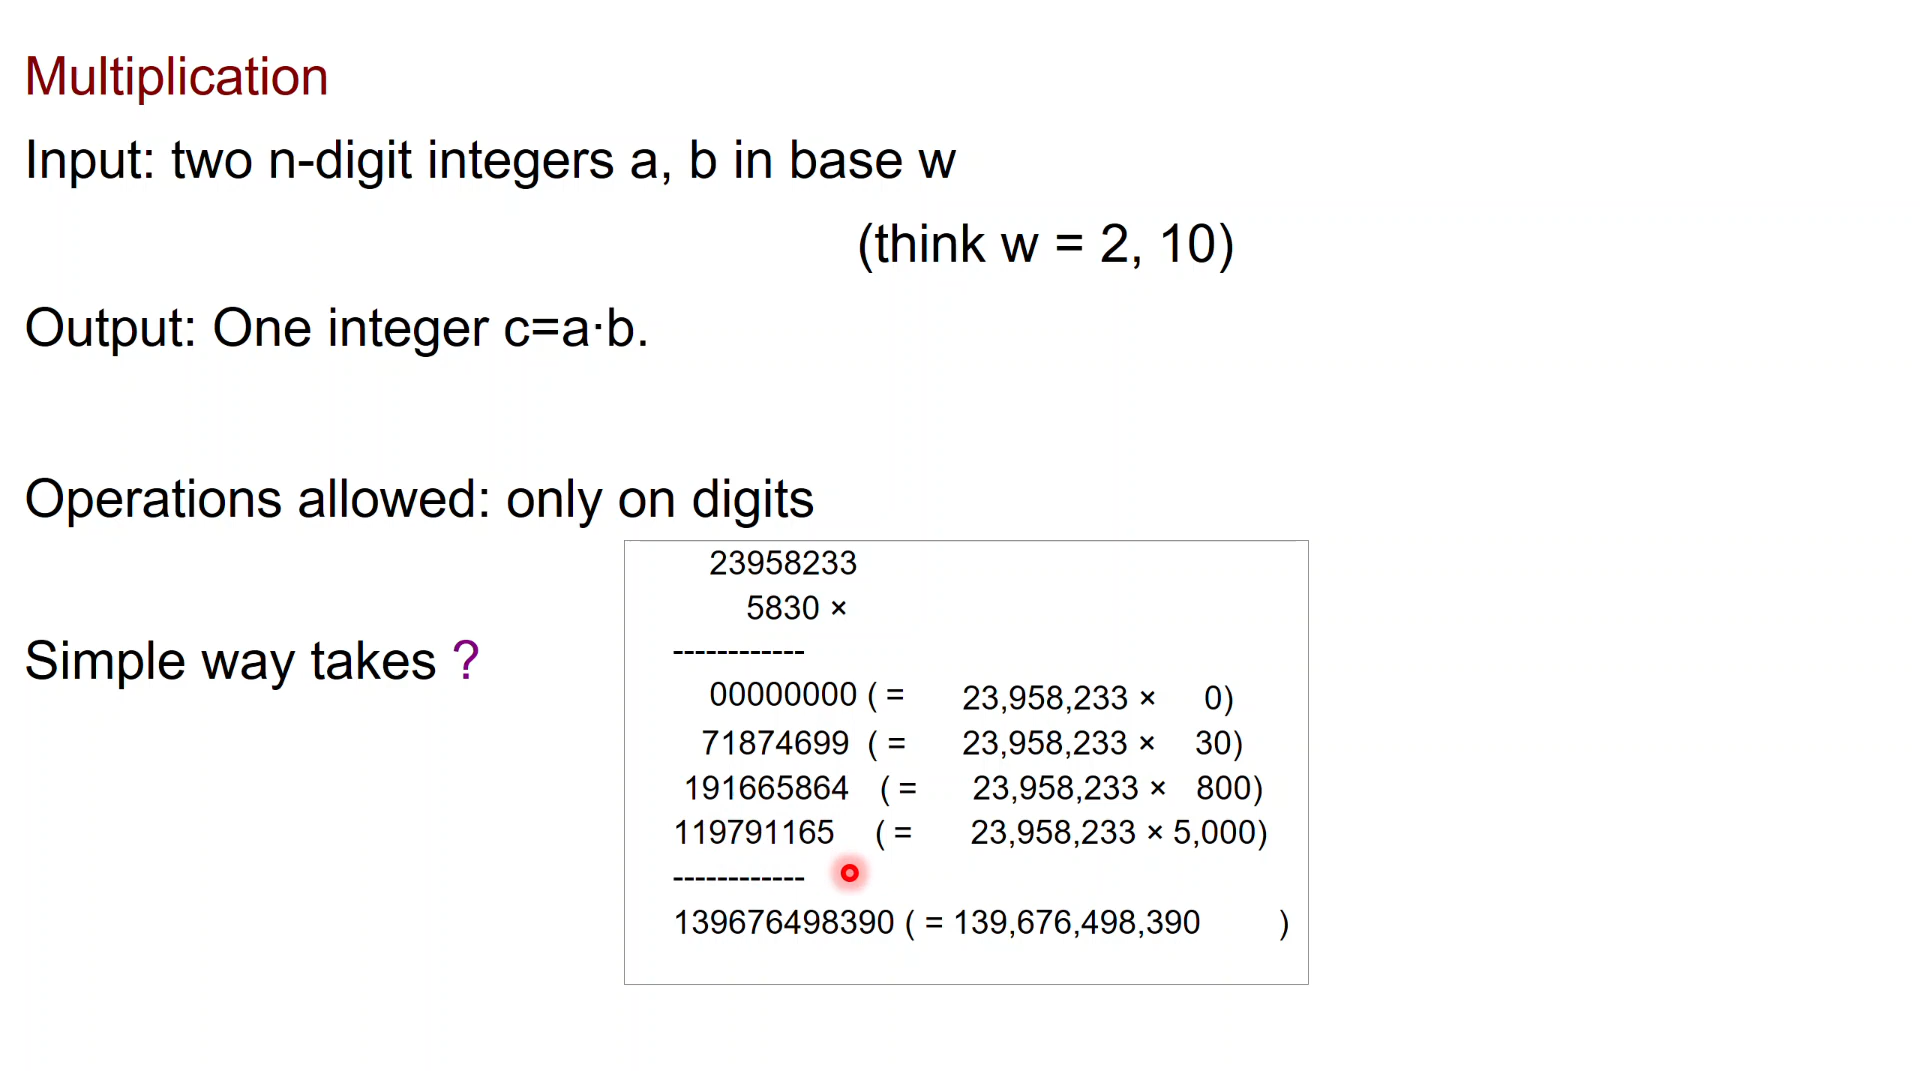 Multiplication
Input: two n-digit integers a, b in base w
(think w = 2, 10)
Output: One integer c=a·b.
Operations allowed: only on digits
Simple way takes ?
23958233
5830 ×
------------
00000000 ( = 23,958,233 × 0)
71874699 ( = 23,958,233 × 30)
191665864 ( = 23,958,233 × 800)
119791165 ( = 23,958,233 × 5,000)
------------
139676498390 ( = 139,676,498,390 )